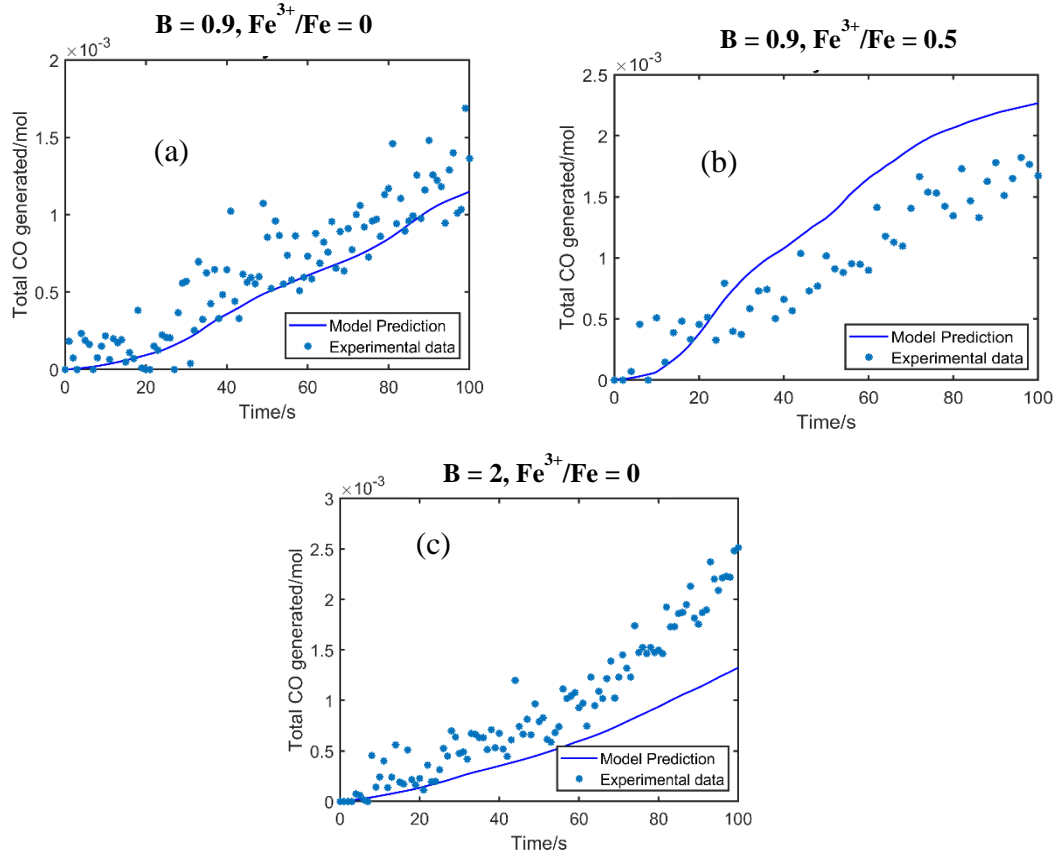 B = 0.9, Fe³⁺/Fe = 0
×10⁻³
2
1.5
1
0.5
0
Total CO generated/mol
(a)
Model Prediction
Experimental data
0 20 40 60 80 100
Time/s
B = 0.9, Fe³⁺/Fe = 0.5
×10⁻³
2.5
2
1.5
1
0.5
0
Total CO generated/mol
(b)
Model Prediction
Experimental data
0 20 40 60 80 100
Time/s
B = 2, Fe³⁺/Fe = 0
×10⁻³
3
2.5
2
1.5
1
0.5
0
Total CO generated/mol
(c)
Model Prediction
Experimental data
0 20 40 60 80 100
Time/s